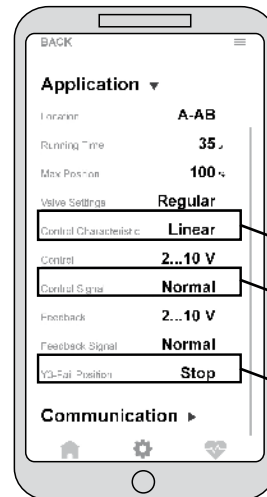 BACK
Application ▼
Location A-AB
Running Time 35 s
Max Position 100 %
Valve Settings Regular
Control Characteristic Linear
Control 2...10 V
Control Signal Normal
Feedback 2...10 V
Feedback Signal Normal
Y3-Fail Position Stop
Communication ►